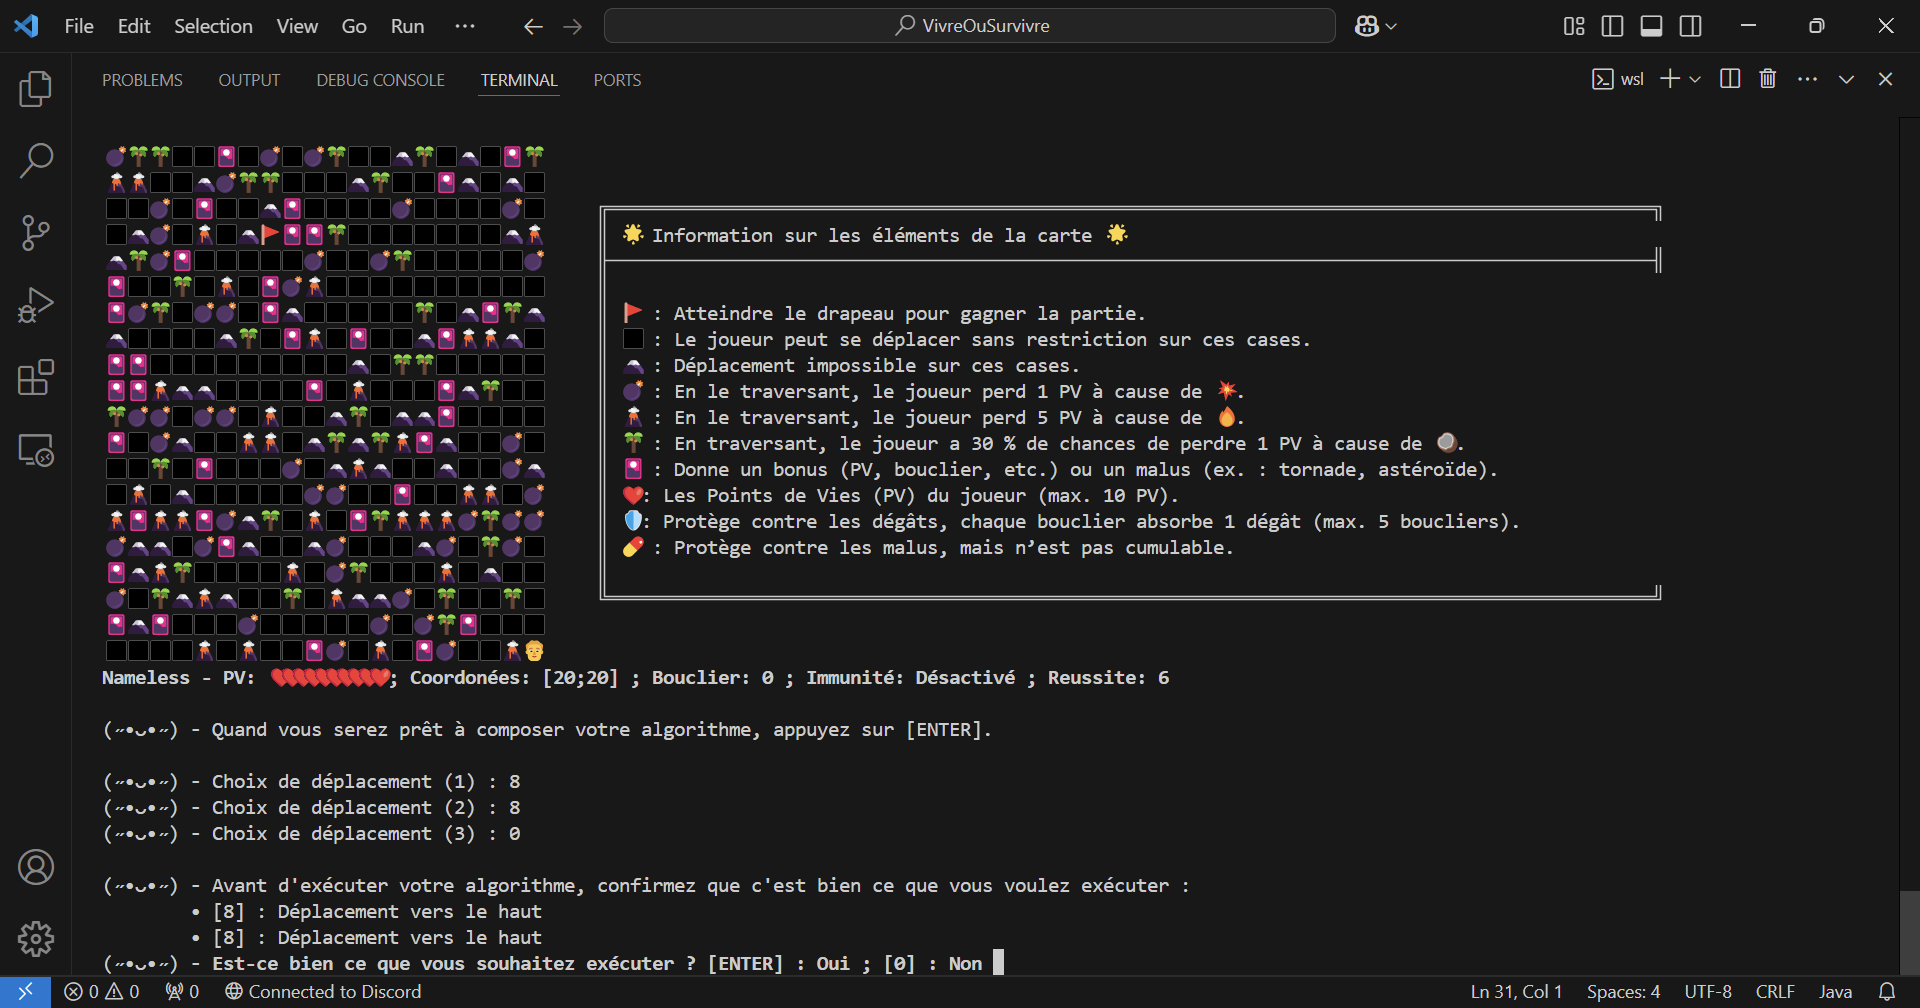 File Edit Selection View Go Run ··· VivreOuSurvivre
PROBLEMS OUTPUT DEBUG CONSOLE TERMINAL PORTS wsl
🌟 Information sur les éléments de la carte 🌟
🚩 : Atteindre le drapeau pour gagner la partie.
⬛ : Le joueur peut se déplacer sans restriction sur ces cases.
🗻 : Déplacement impossible sur ces cases.
💣 : En le traversant, le joueur perd 1 PV à cause de 💥.
🌋 : En le traversant, le joueur perd 5 PV à cause de 🔥.
🌴 : En traversant, le joueur a 30 % de chances de perdre 1 PV à cause de 🥥.
🎴 : Donne un bonus (PV, bouclier, etc.) ou un malus (ex. : tornade, astéroïde).
❤️: Les Points de Vies (PV) du joueur (max. 10 PV).
🛡️: Protège contre les dégâts, chaque bouclier absorbe 1 dégât (max. 5 boucliers).
💊 : Protège contre les malus, mais n’est pas cumulable.
Nameless - PV: ❤️❤️❤️❤️❤️❤️❤️❤️❤️❤️; Coordonées: [20;20] ; Bouclier: 0 ; Immunité: Désactivé ; Reussite: 6
(˶•ᴗ•˶) - Quand vous serez prêt à composer votre algorithme, appuyez sur [ENTER].
(˶•ᴗ•˶) - Choix de déplacement (1) : 8
(˶•ᴗ•˶) - Choix de déplacement (2) : 8
(˶•ᴗ•˶) - Choix de déplacement (3) : 0
(˶•ᴗ•˶) - Avant d'exécuter votre algorithme, confirmez que c'est bien ce que vous voulez exécuter :
• [8] : Déplacement vers le haut
• [8] : Déplacement vers le haut
(˶•ᴗ•˶) - Est-ce bien ce que vous souhaitez exécuter ? [ENTER] : Oui ; [0] : Non
0 0 0 Connected to Discord Ln 31, Col 1 Spaces: 4 UTF-8 CRLF Java